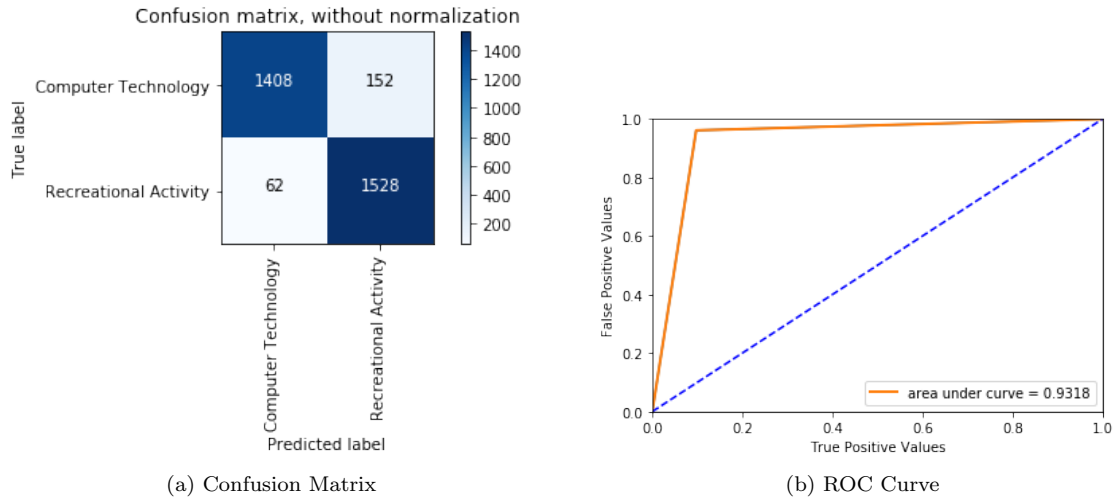 Confusion matrix, without normalization
True label
Computer Technology
Recreational Activity
1408
152
62
1528
1400
1200
1000
800
600
400
200
Computer Technology
Recreational Activity
Predicted label
(a) Confusion Matrix
False Positive Values
1.0
0.8
0.6
0.4
0.2
0.0
area under curve = 0.9318
0.0
0.2
0.4
0.6
0.8
1.0
True Positive Values
(b) ROC Curve